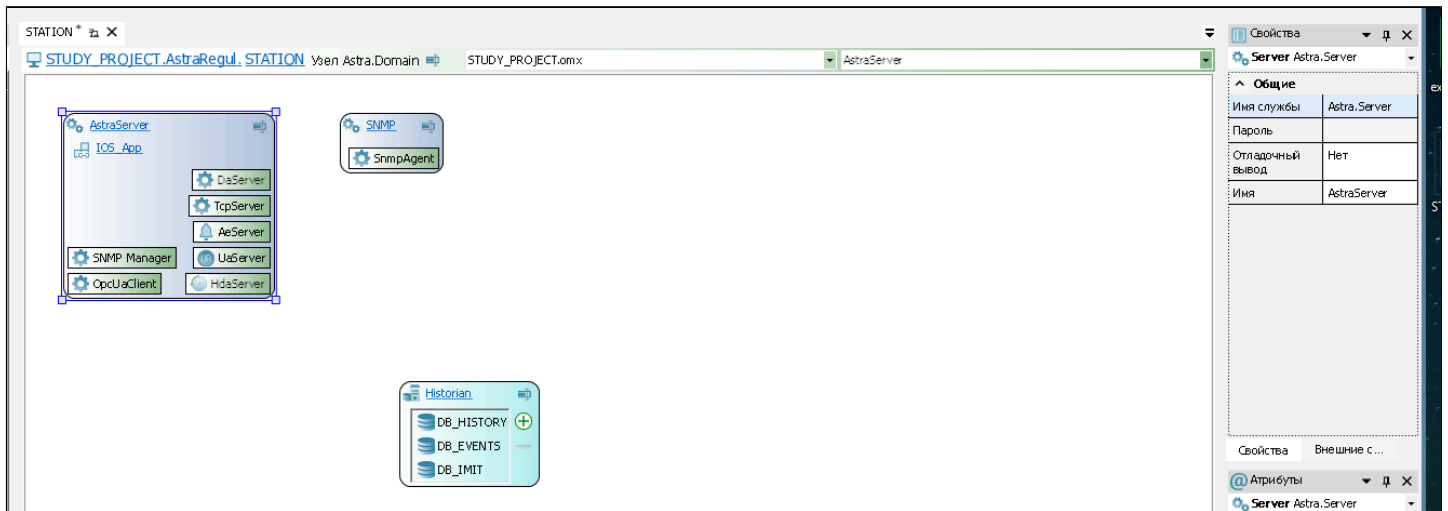 STATION*
STUDY_PROJECT.AstraRegul. STATION Узел Astra.Domain STUDY_PROJECT.omx AstraServer
AstraServer
IOS_App
DaServer
TcpServer
AeServer
SNMP Manager UaServer
OpcUaClient HdaServer
SNMP
SnmpAgent
Historian
DB_HISTORY
DB_EVENTS
DB_IMIT
Свойства
Server Astra.Server
Общие
Имя службы Astra.Server
Пароль
Отладочный Нет
вывод
Имя AstraServer
Свойства Внешние с...
Атрибуты
Server Astra.Server
ex
ST